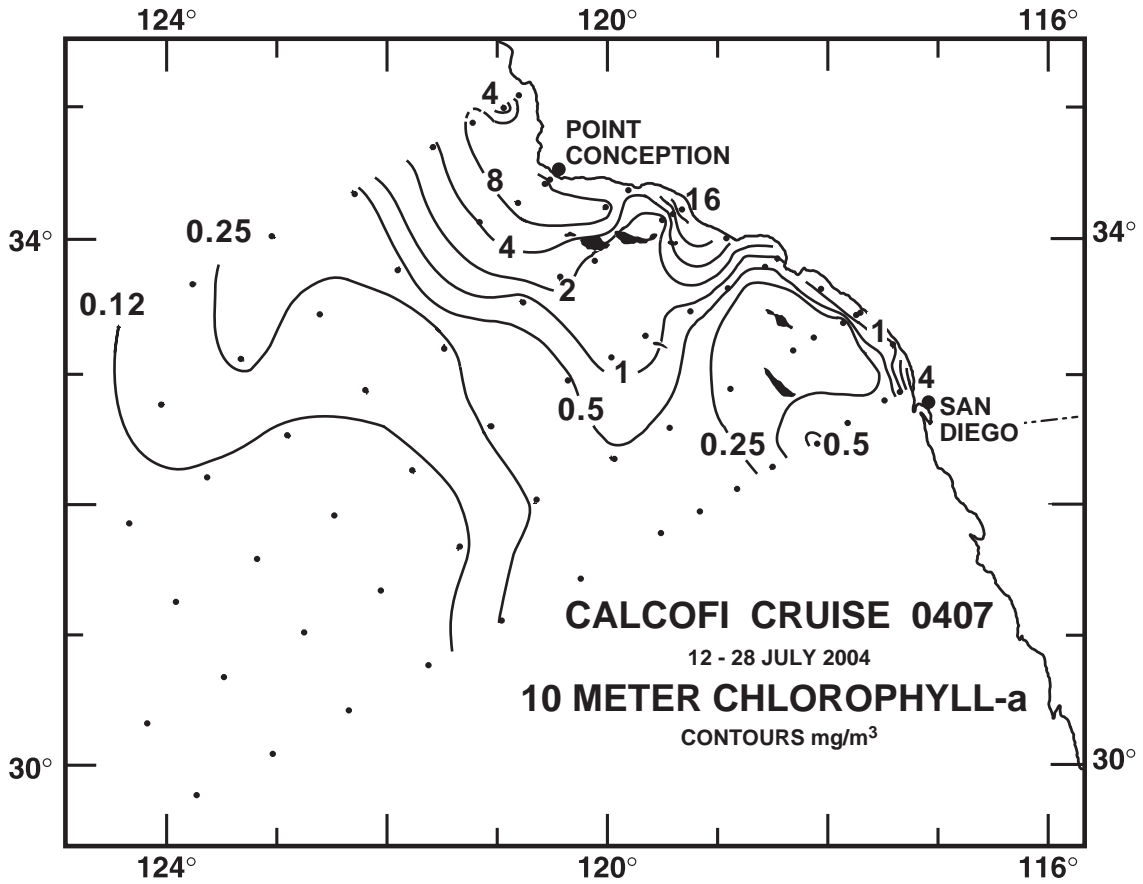 124° 120° 116°
4
POINT
CONCEPTION
8
16
0.25
34° 34°
4
2
0.12
1
1
4
0.5
SAN
DIEGO
0.25 0.5
CALCOFI CRUISE 0407
12 - 28 JULY 2004
10 METER CHLOROPHYLL-a
CONTOURS mg/m³
30° 30°
124° 120° 116°